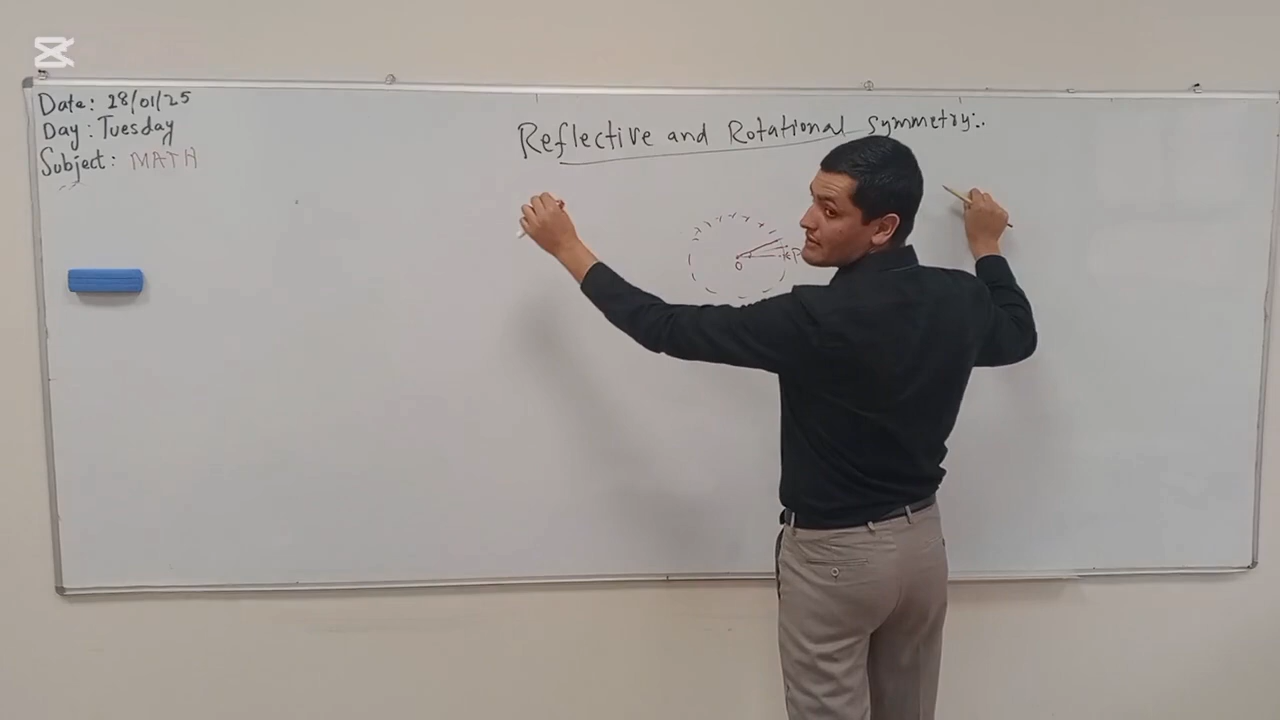 Date: 28/01/25
Day: Tuesday
Subject: MATH
Reflective and Rotational Symmetry:.
O
P